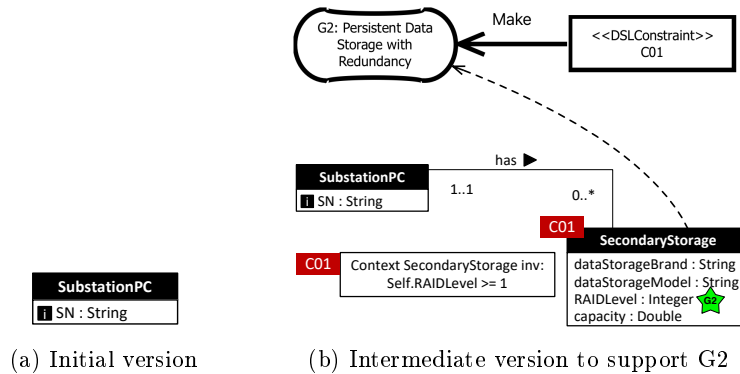 G2: Persistent Data
Storage with
Redundancy
Make
<<DSLConstraint>>
C01
has
SubstationPC
i SN : String
1..1
0..*
C01
SecondaryStorage
dataStorageBrand : String
dataStorageModel : String
RAIDLevel : Integer
G2
capacity : Double
C01
Context SecondaryStorage inv:
Self.RAIDLevel >= 1
SubstationPC
i SN : String
(a) Initial version
(b) Intermediate version to support G2